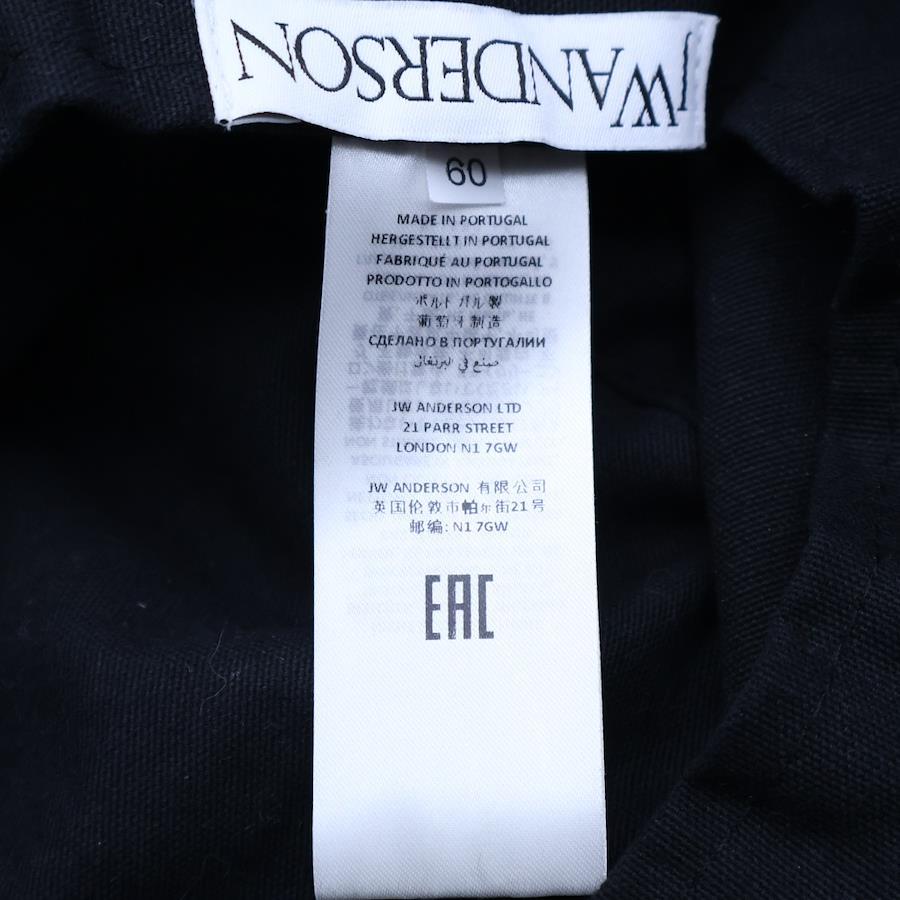 JW ANDERSON
60
MADE IN PORTUGAL
HERGESTELLT IN PORTUGAL
FABRIQUÉ AU PORTUGAL
PRODOTTO IN PORTOGALLO
ポルトガル製
葡萄牙制造
СДЕЛАНО В ПОРТУГАЛИИ
صنع في البرتغال
JW ANDERSON LTD
21 PARR STREET
LONDON N1 7GW
JW ANDERSON 有限公司
英国伦敦市帕尔街21号
邮编: N1 7GW
EAC